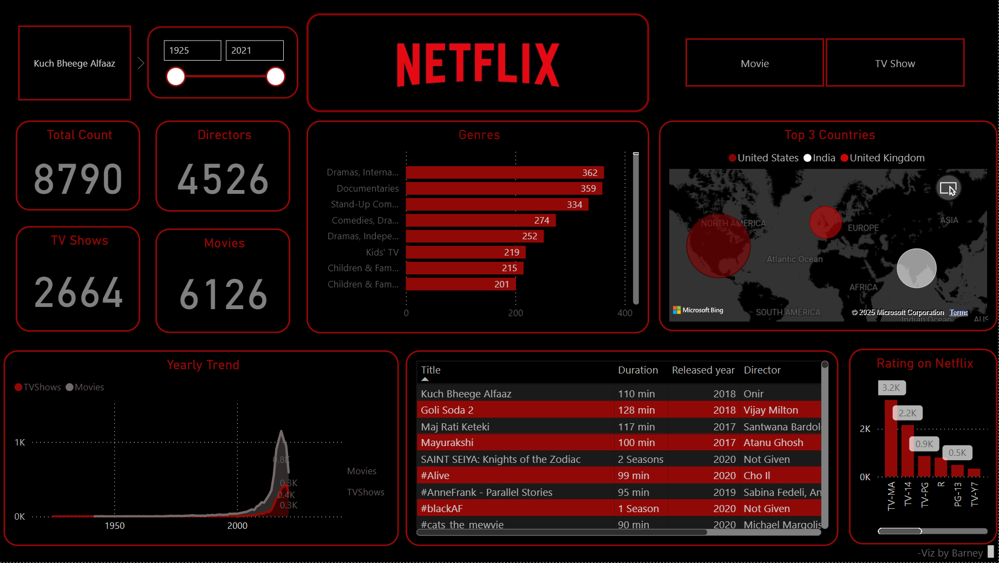 Kuch Bheege Alfaaz
1925 2021
NETFLIX
Movie
TV Show
Total Count
8790
Directors
4526
TV Shows
2664
Movies
6126
Genres
Dramas, Interna... 362
Documentaries 359
Stand-Up Com... 334
Comedies, Dra... 274
Dramas, Indepe... 252
Kids' TV 219
Children & Fam... 215
Children & Fam... 201
0 200 400
Top 3 Countries
United States India United Kingdom
NORTH AMERICA
EUROPE
ASIA
Atlantic Ocean
AFRICA
SOUTH AMERICA
Microsoft Bing
© 2025 Microsoft Corporation Terms
Indian Ocean
AUS
Yearly Trend
TVShows Movies
1K
0K
0.8K
0.3K
0.4K
0.3K
Movies
TVShows
1950 2000
Title Duration Released year Director
Kuch Bheege Alfaaz 110 min 2018 Onir
Goli Soda 2 128 min 2018 Vijay Milton
Maj Rati Keteki 117 min 2017 Santwana Bardol
Mayurakshi 100 min 2017 Atanu Ghosh
SAINT SEIYA: Knights of the Zodiac 2 Seasons 2020 Not Given
#Alive 99 min 2020 Cho Il
#AnneFrank - Parallel Stories 95 min 2019 Sabina Fedeli, An
#blackAF 1 Season 2020 Not Given
#cats_the_mewvie 90 min 2020 Michael Margolis
Rating on Netflix
3.2K
2.2K
0.9K
0.5K
2K
0K
TV-MA
TV-14
TV-PG
R
PG-13
TV-Y7
-Viz by Barney